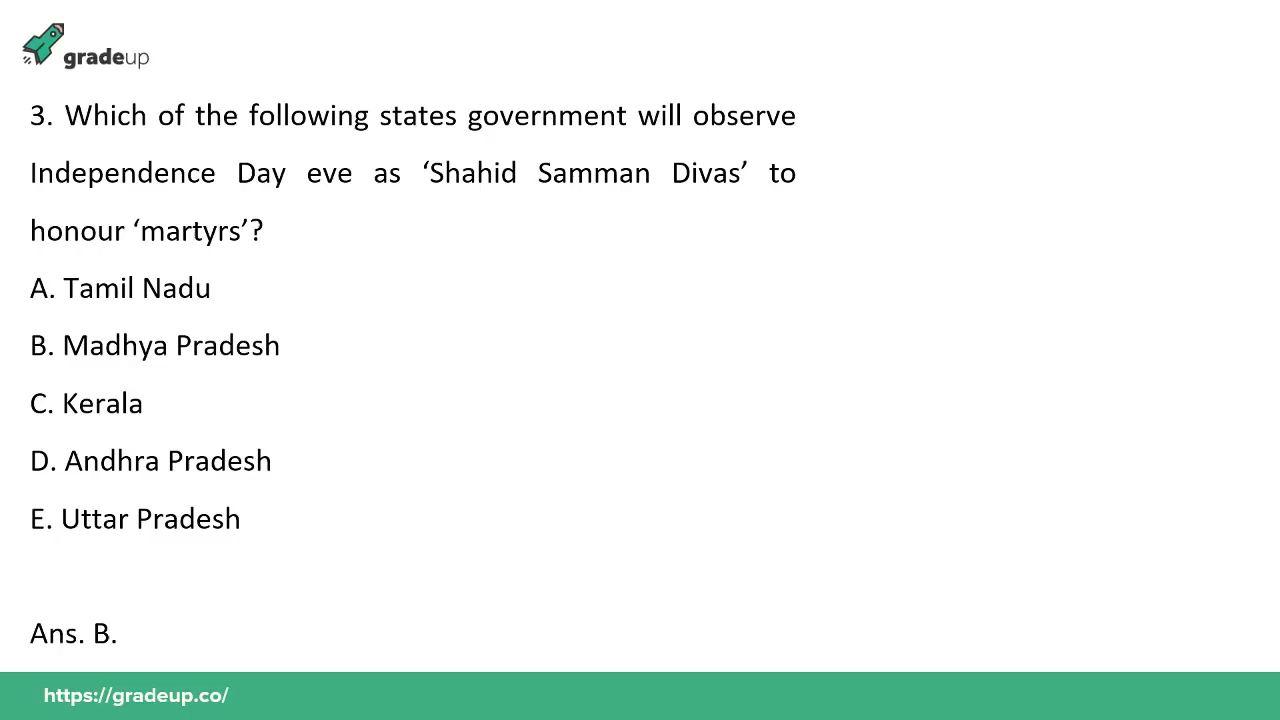 gradeup
3. Which of the following states government will observe
Independence Day eve as ‘Shahid Samman Divas’ to
honour ‘martyrs’?
A. Tamil Nadu
B. Madhya Pradesh
C. Kerala
D. Andhra Pradesh
E. Uttar Pradesh
Ans. B.
https://gradeup.co/